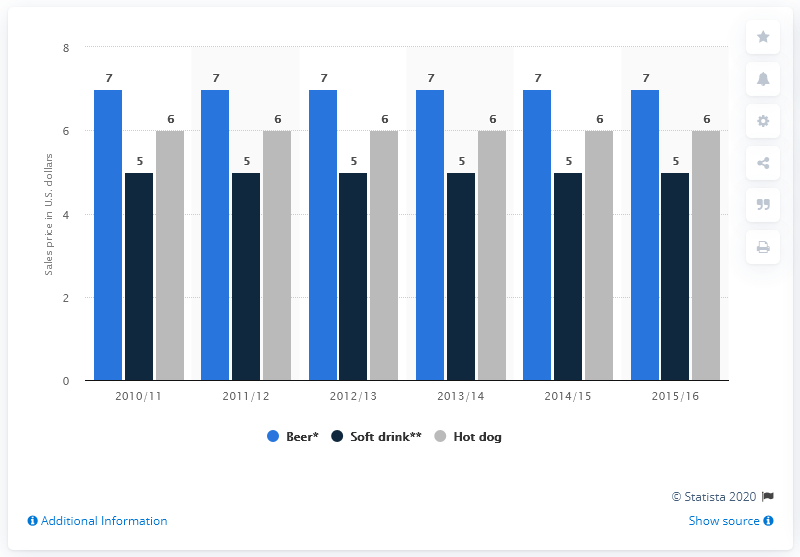 8
7 7 7 7 7 7
6 6 6 6 6 6
6
5 5 5 5 5 5
Sales price in U.S. dollars
4
2
0
2010/11 2011/12 2012/13 2013/14 2014/15 2015/16
Beer* Soft drink** Hot dog
© Statista 2020
Additional Information Show source